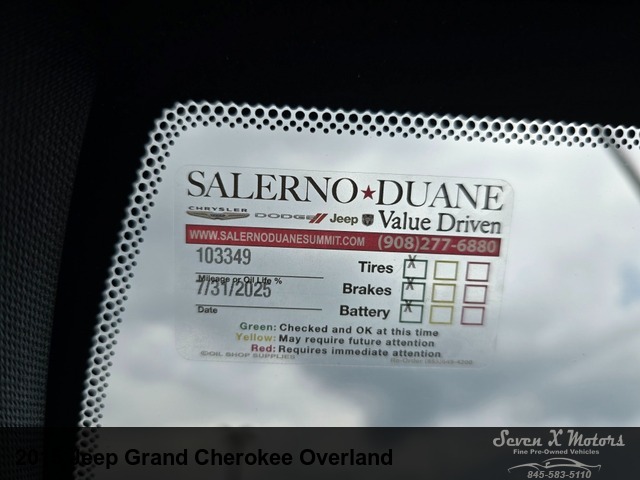 SALERNO★DUANE
CHRYSLER DODGE Jeep Value Driven
WWW.SALERNODUANESUMMIT.COM (908)277-6880
103349
Mileage or Oil Life %
Tires X
7/31/2025
Brakes X
Date
Battery X
Green: Checked and OK at this time
Yellow: May require future attention
Red: Requires immediate attention
©OIL SHOP SUPPLIES
Jeep Grand Cherokee Overland
Seven X Motors
Fine Pre-Owned Vehicles
845-583-5110